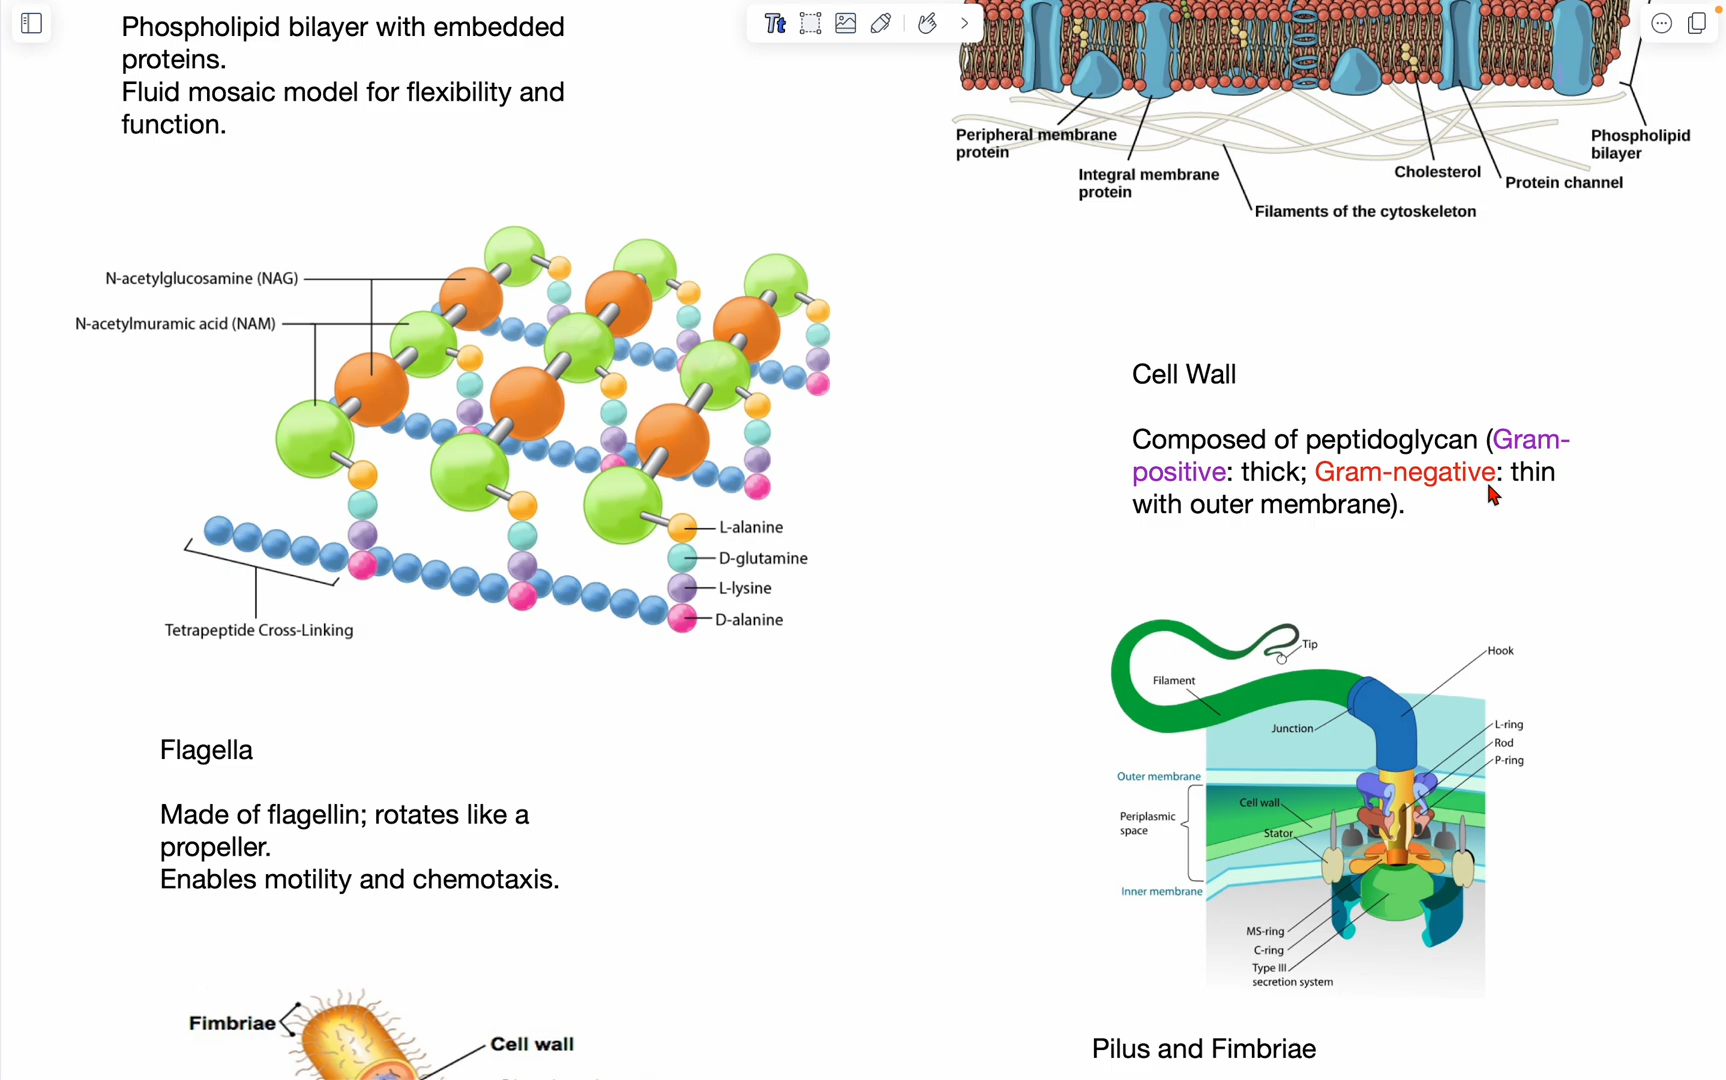 Phospholipid bilayer with embedded
proteins.
Fluid mosaic model for flexibility and
function.
Tt
Peripheral membrane
protein
Integral membrane
protein
Filaments of the cytoskeleton
Cholesterol
Protein channel
Phospholipid
bilayer
N-acetylglucosamine (NAG)
N-acetylmuramic acid (NAM)
L-alanine
D-glutamine
L-lysine
D-alanine
Tetrapeptide Cross-Linking
Cell Wall
Composed of peptidoglycan (Gram-
positive: thick; Gram-negative: thin
with outer membrane).
Flagella
Made of flagellin; rotates like a
propeller.
Enables motility and chemotaxis.
Tip
Hook
Filament
Junction
L-ring
Rod
P-ring
Outer membrane
Cell wall
Periplasmic
space
Stator
Inner membrane
MS-ring
C-ring
Type III
secretion system
Fimbriae
Cell wall
Pilus and Fimbriae